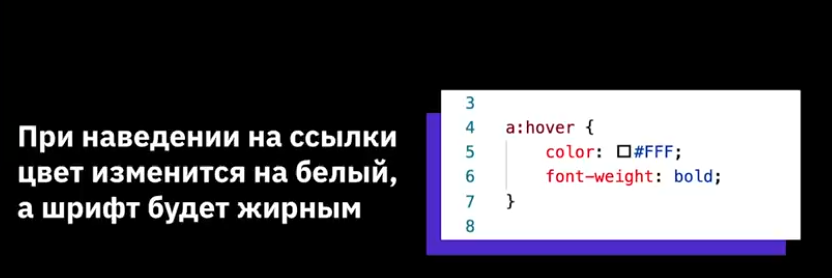 При наведении на ссылки
цвет изменится на белый,
а шрифт будет жирным
3
4 a:hover {
5 color: #FFF;
6 font-weight: bold;
7 }
8